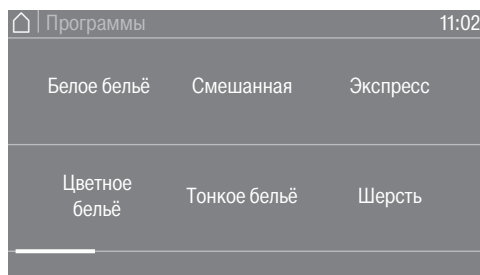 Программы 11:02
Белое бельё Смешанная Экспресс
Цветное
бельё Тонкое бельё Шерсть